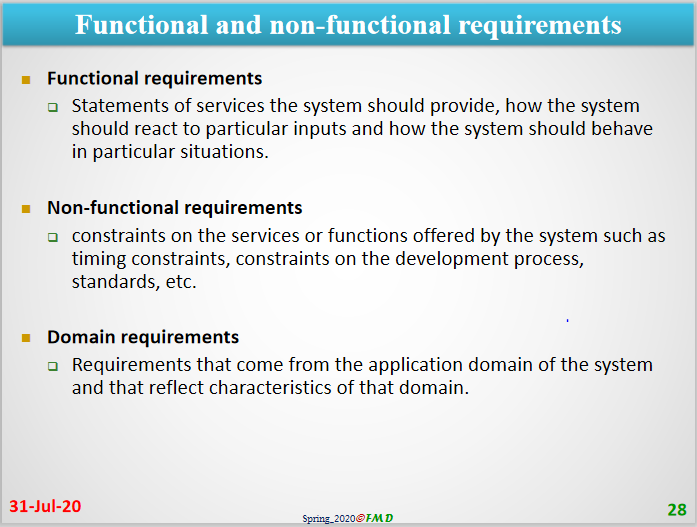 Functional and non-functional requirements
Functional requirements
Statements of services the system should provide, how the system
should react to particular inputs and how the system should behave
in particular situations.
Non-functional requirements
constraints on the services or functions offered by the system such as
timing constraints, constraints on the development process,
standards, etc.
Domain requirements
Requirements that come from the application domain of the system
and that reflect characteristics of that domain.
31-Jul-20
Spring_2020©FMD
28